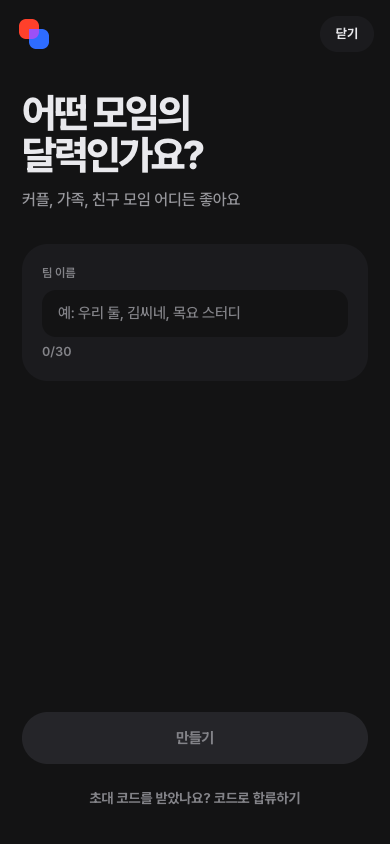 닫기
어떤 모임의
달력인가요?
커플, 가족, 친구 모임 어디든 좋아요
팀 이름
예: 우리 둘, 김씨네, 목요 스터디
0/30
만들기
초대 코드를 받았나요? 코드로 합류하기